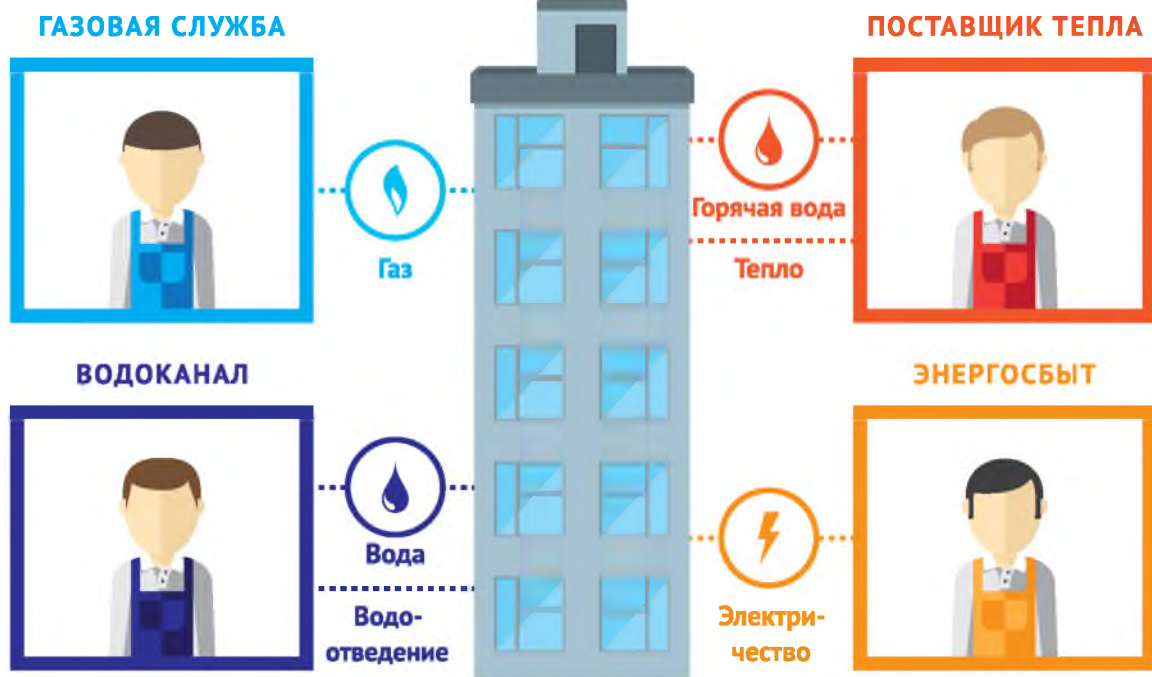 ГАЗОВАЯ СЛУЖБА
ПОСТАВЩИК ТЕПЛА
Газ
Горячая вода
Тепло
ВОДОКАНАЛ
ЭНЕРГОСБЫТ
Вода
Водо-
отведение
Электри-
чество